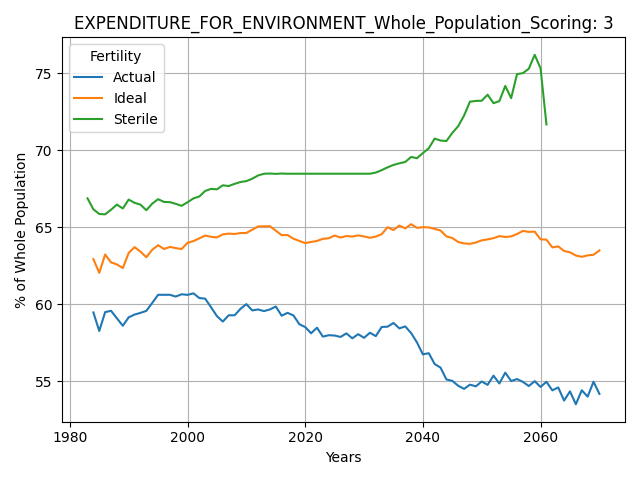 EXPENDITURE_FOR_ENVIRONMENT_Whole_Population_Scoring: 3
Fertility
Actual
Ideal
Sterile
% of Whole Population
75
70
65
60
55
1980
2000
2020
2040
2060
Years